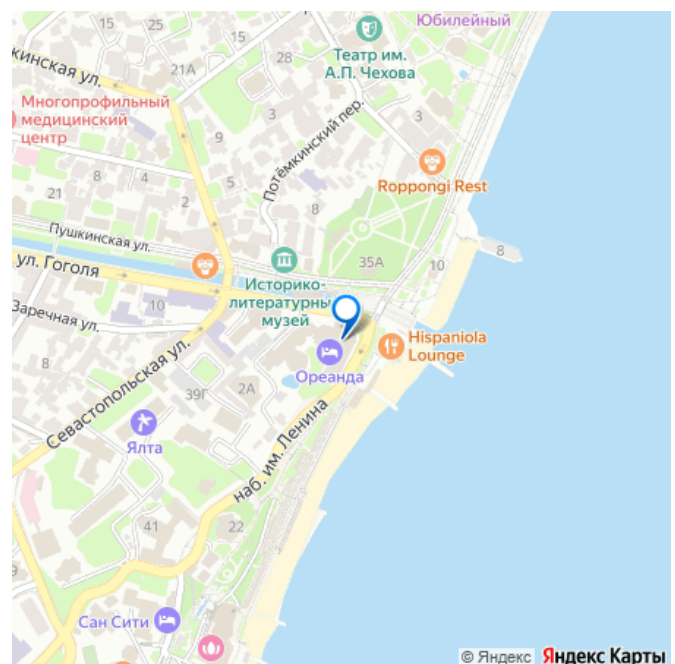 Юбилейный
15
15
28
3
Театр им.
А.П. Чехова
кинская ул.
21А
Многопрофильный
медицинский
центр
9
3
3
Потёмкинский пер.
Roppongi Rest
5
4
8
21
2
8
Пушкинская ул.
35А
8
10
ул. Гоголя
Историко-
литературный
музей
Заречная ул.
10
Hispaniola
Lounge
Ореанда
8
2А
39Г
Севастопольская ул.
Ялта
наб. им. Ленина
41
22
Сан Сити
© Яндекс Яндекс Карты